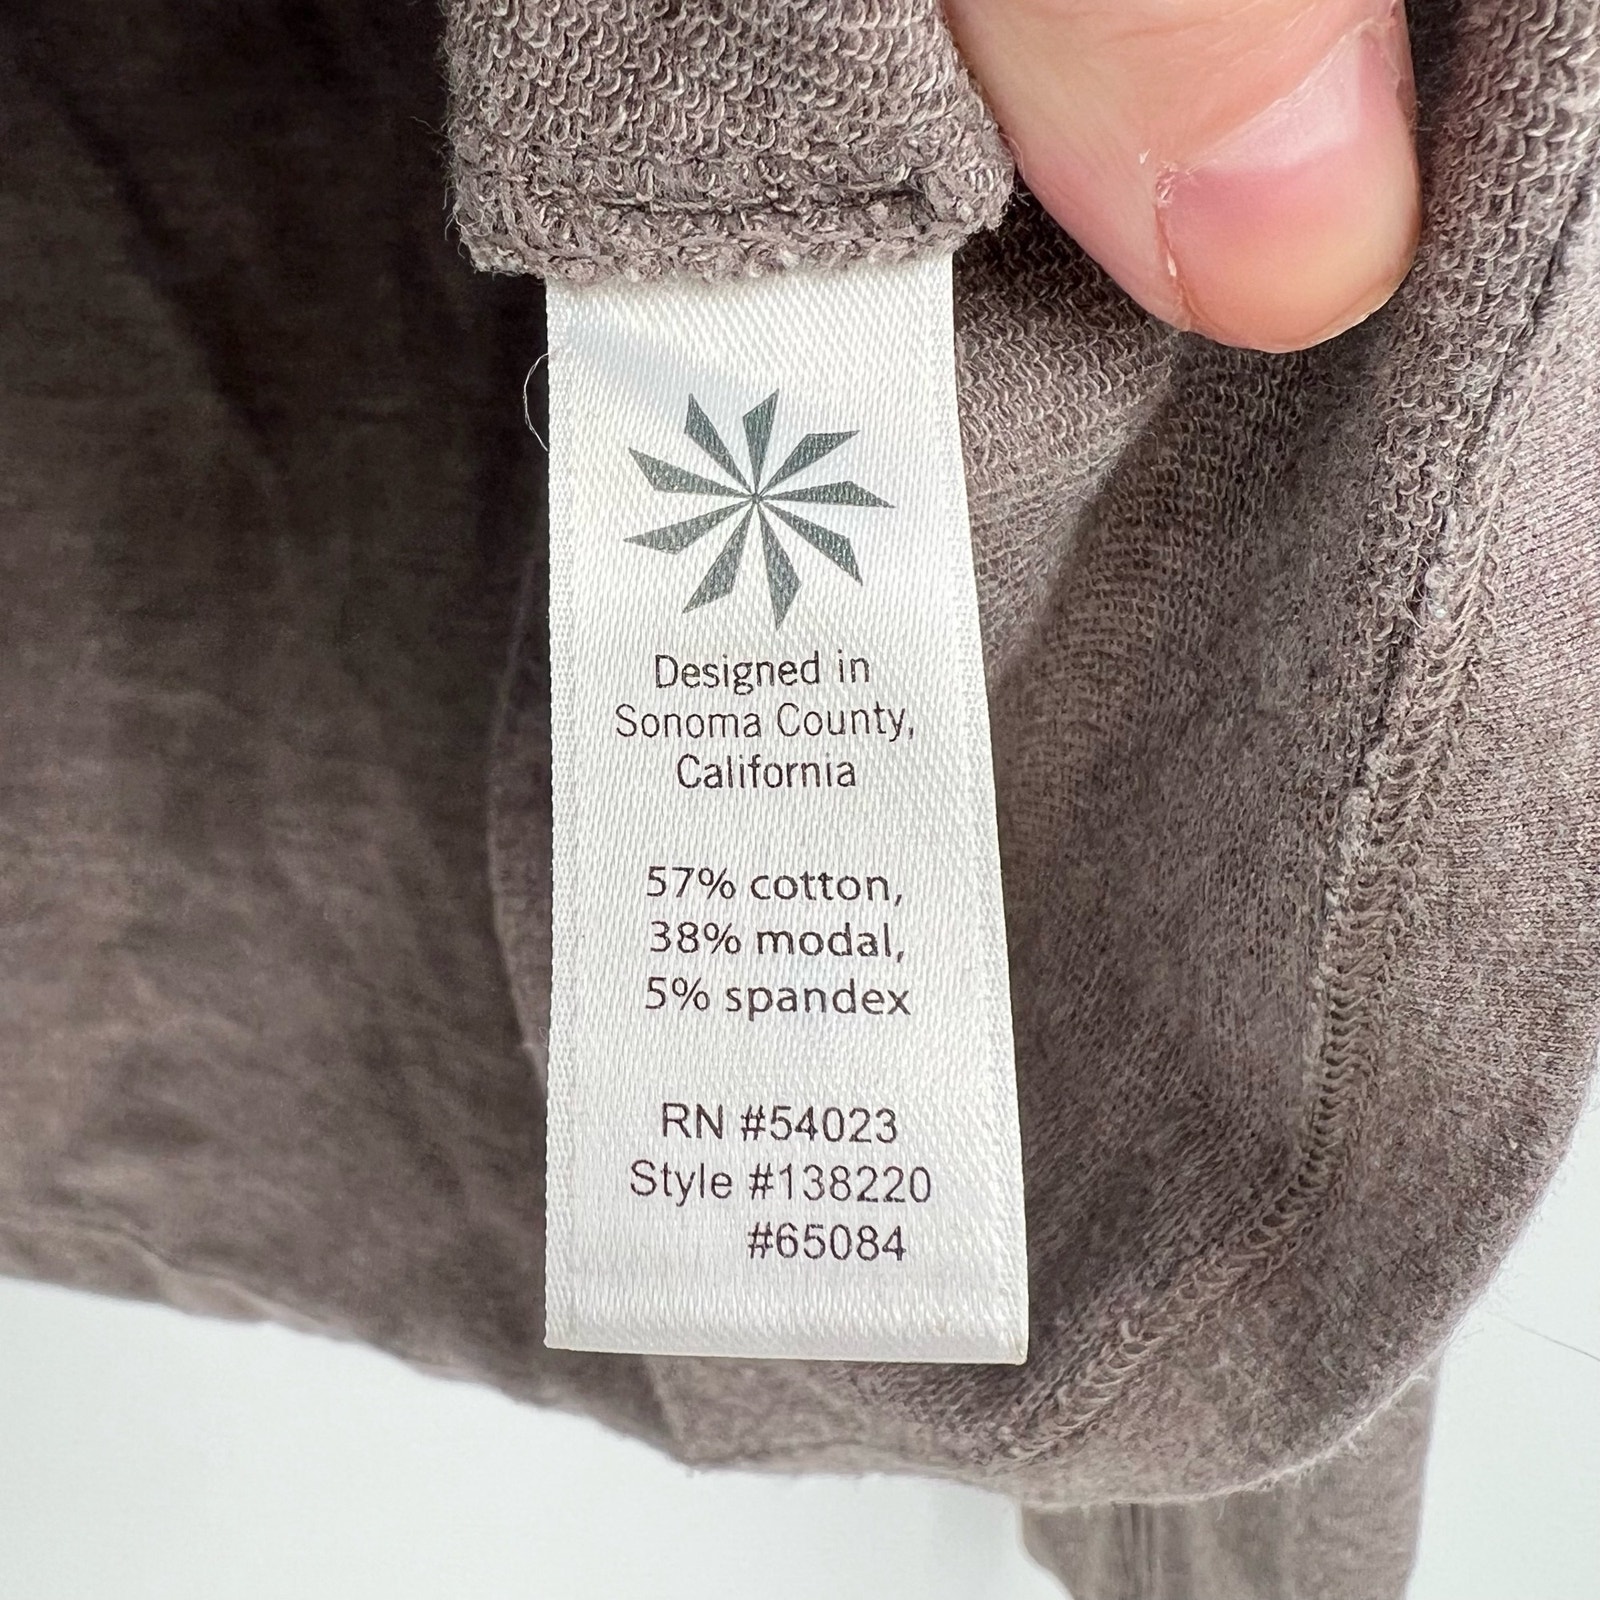 Designed in
Sonoma County,
California
57% cotton,
38% modal,
5% spandex
RN #54023
Style #138220
#65084